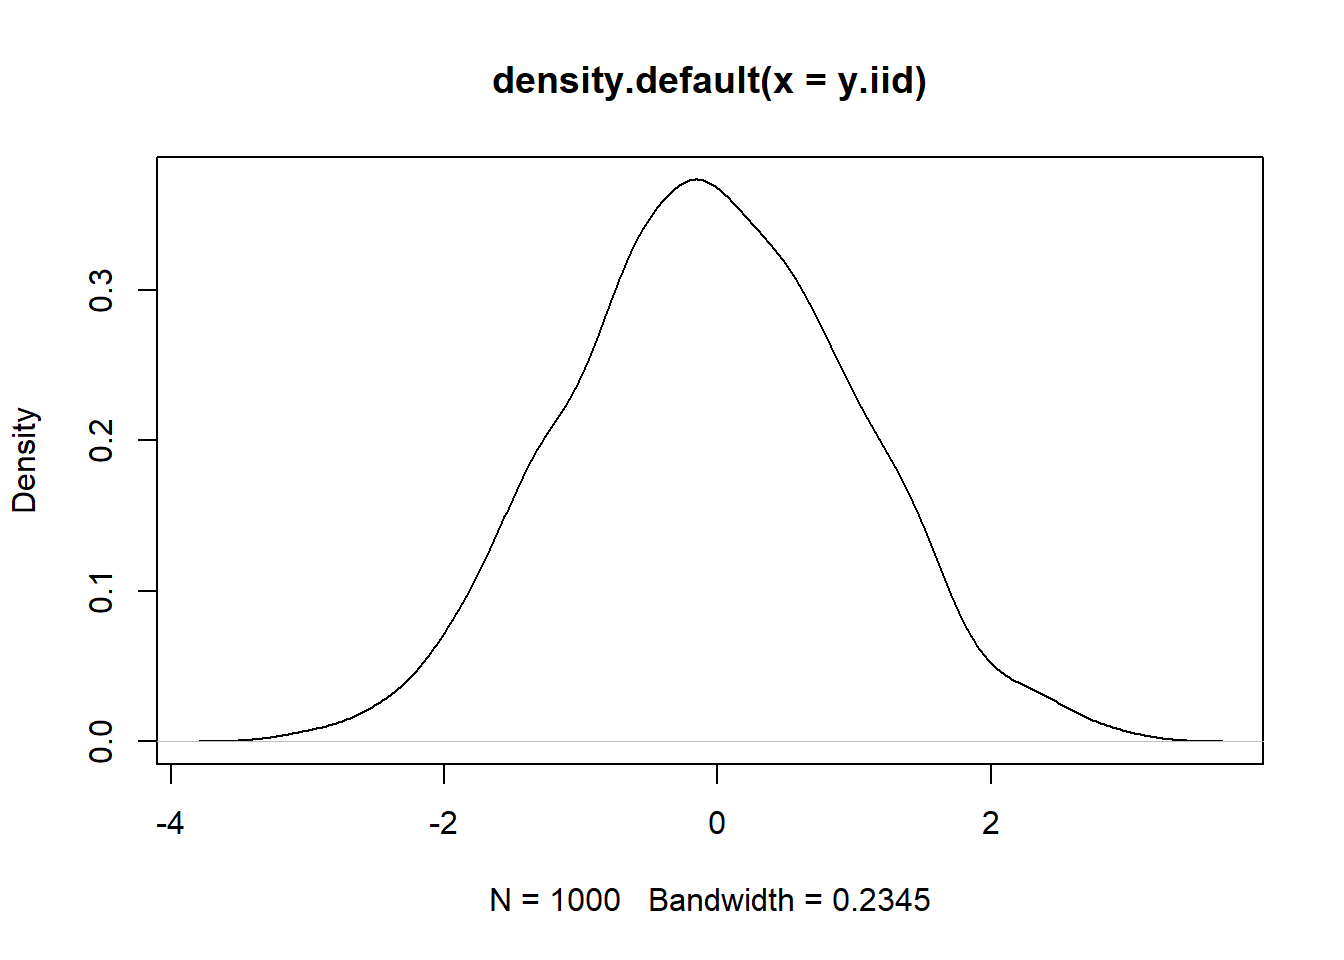 density.default(x = y.iid)
Density
0.3
0.2
0.1
0.0
-4 -2 0 2
N = 1000 Bandwidth = 0.2345